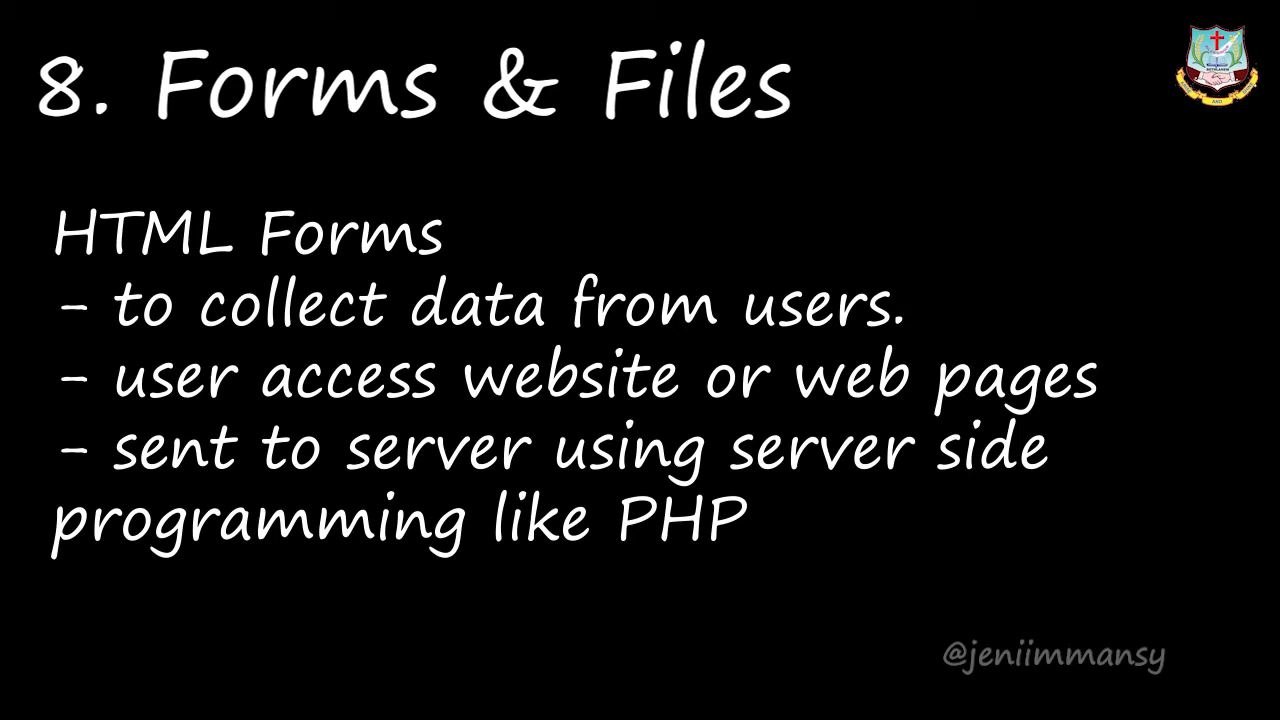 8. Forms & Files
HTML Forms
- to collect data from users.
- user access website or web pages
- sent to server using server side
programming like PHP
@jeniimmansy